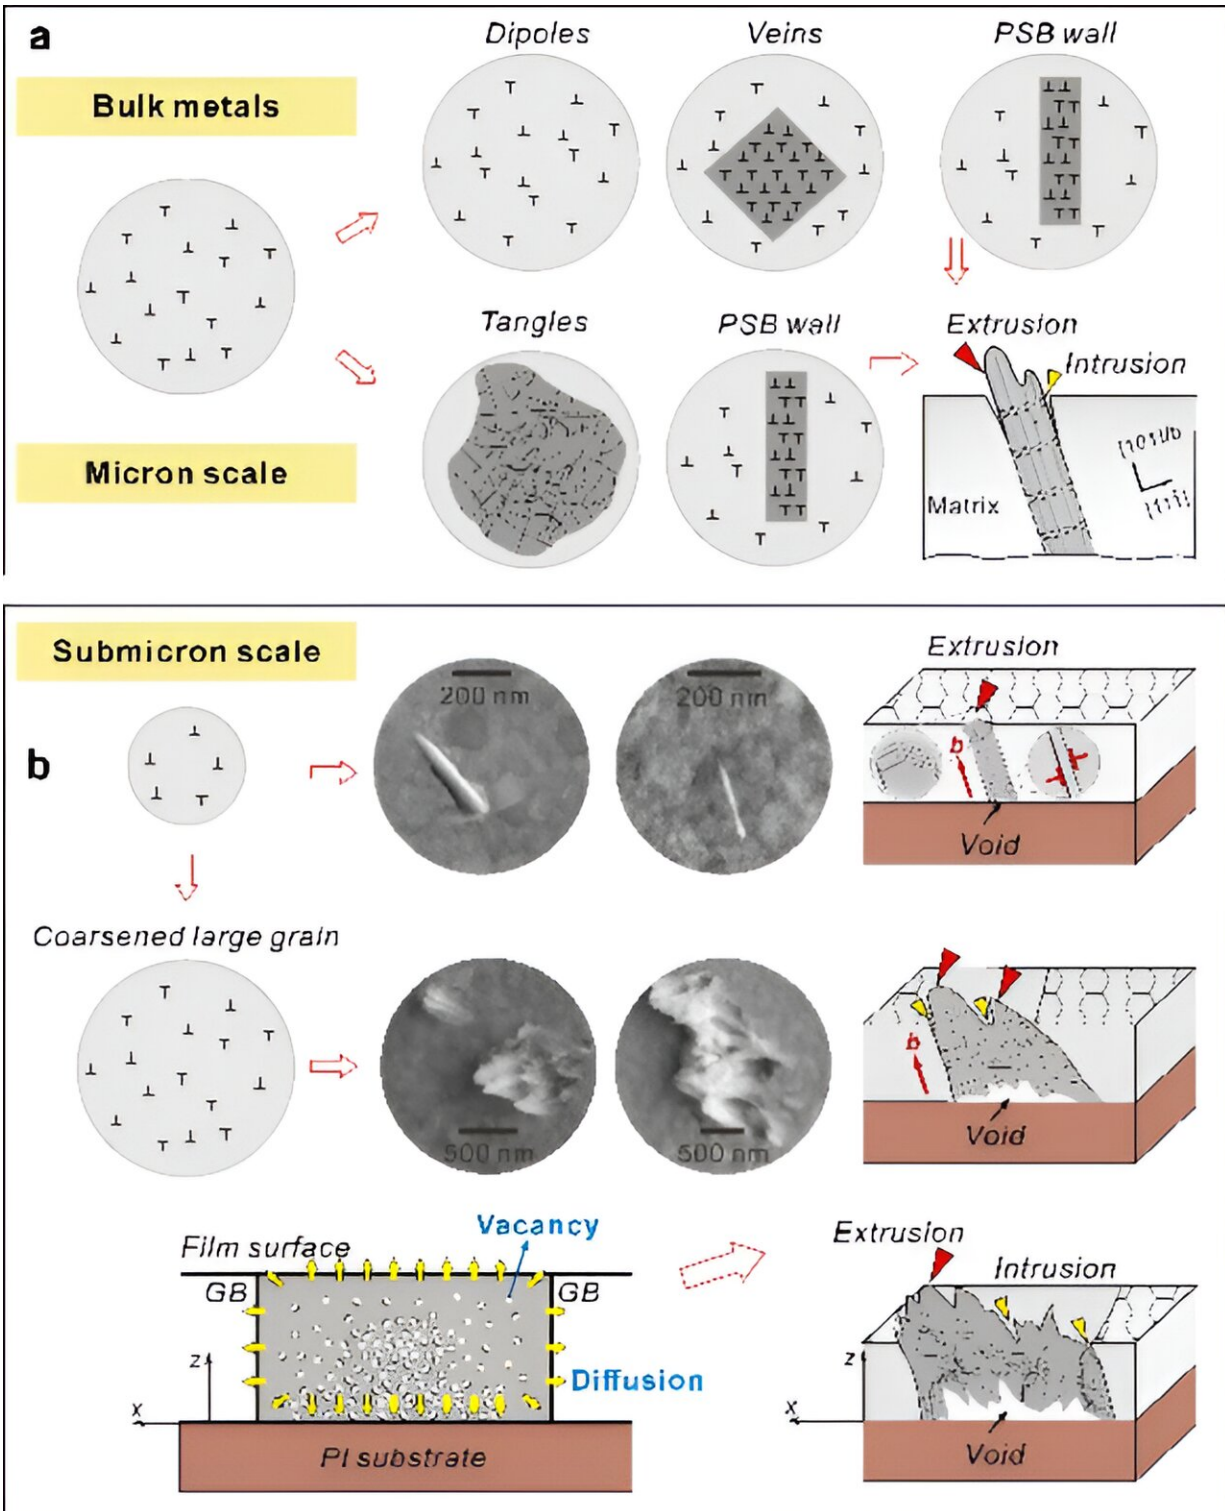 a
Dipoles
Veins
PSB wall
Bulk metals
Tangles
PSB wall
Extrusion
Intrusion
Micron scale
Matrix
Submicron scale
Extrusion
200 nm
200 nm
b
b
Void
Coarsened large grain
b
500 nm
500 nm
Void
Vacancy
Film surface
GB
GB
Extrusion
Intrusion
z
Diffusion
z
x
x
PI substrate
Void